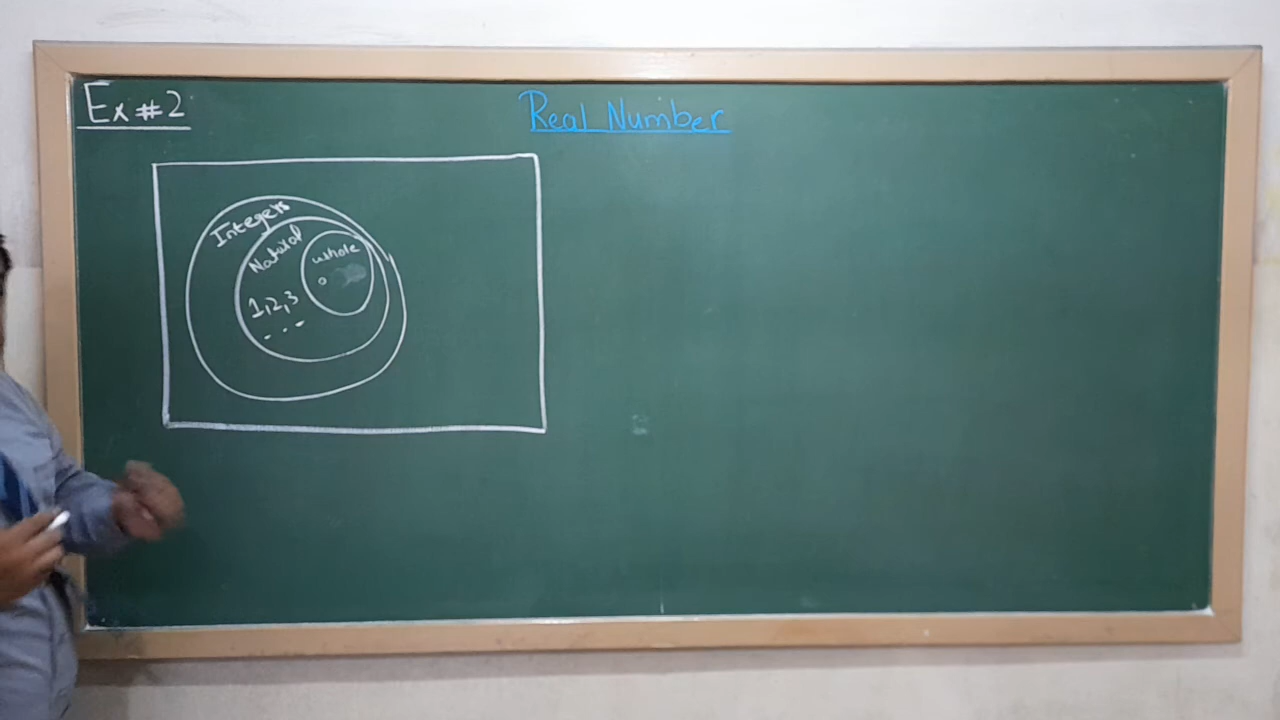 Ex # 2
Real Number
Integers
Natural
whole
0
1,2,3
...